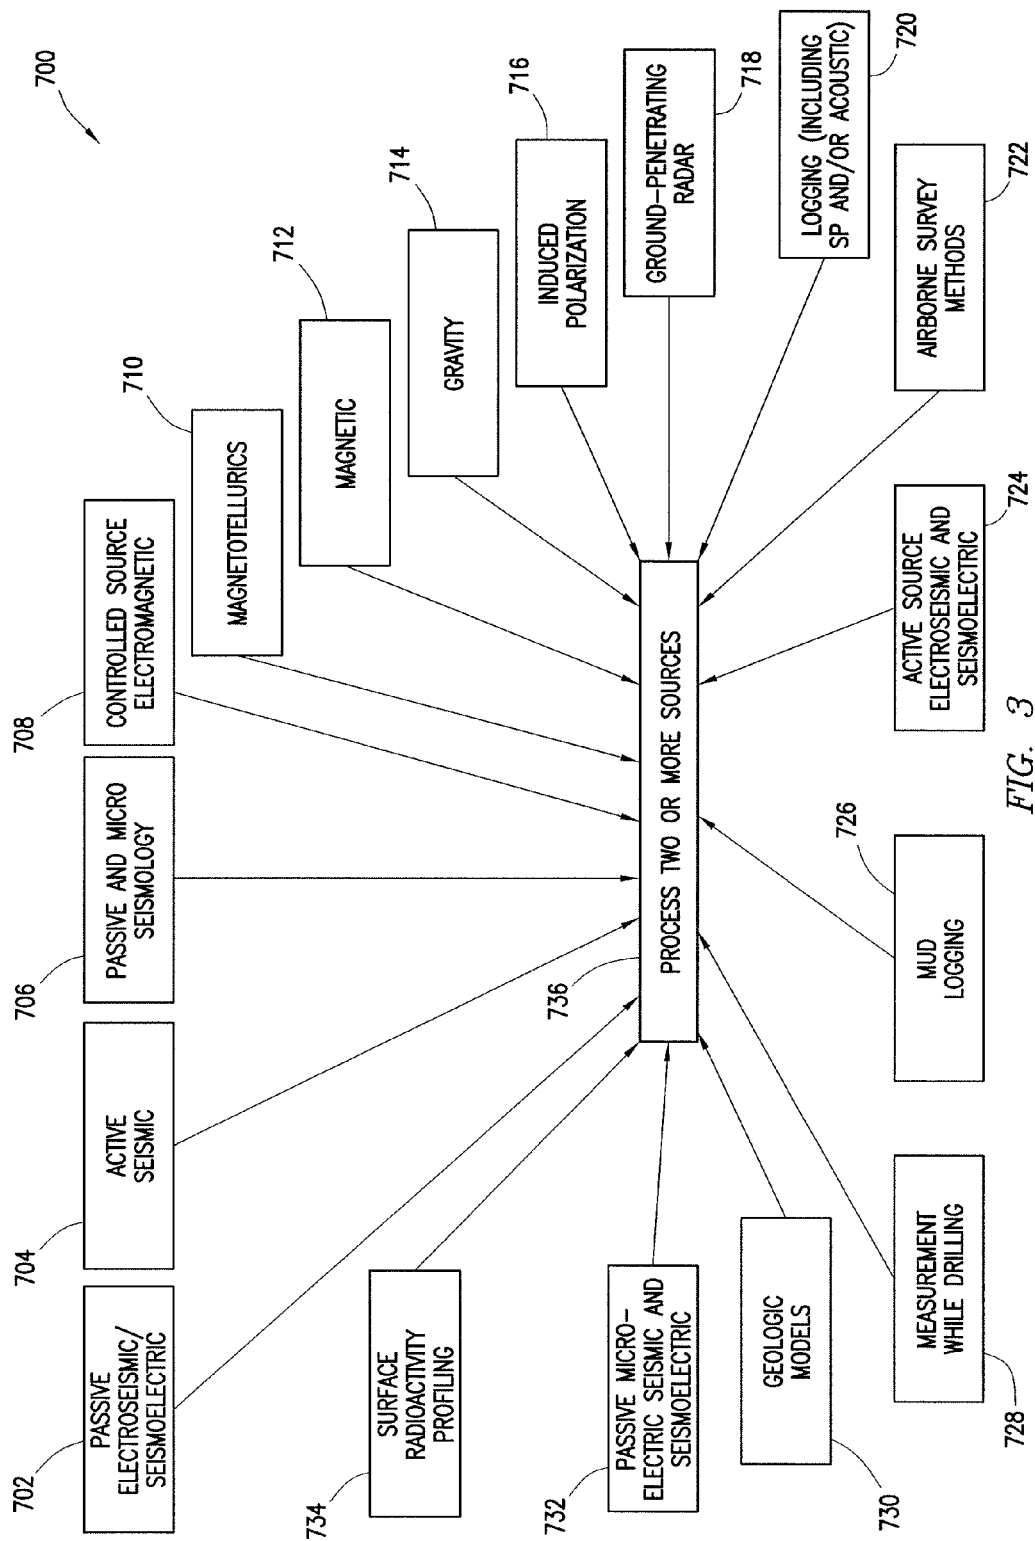 700
702
PASSIVE
ELECTROSEISMIC/
SEISMOELECTRIC
704
ACTIVE
SEISMIC
706
PASSIVE AND MICRO
SEISMOLOGY
708
CONTROLLED SOURCE
ELECTROMAGNETIC
710
MAGNETOTELLURICS
712
MAGNETIC
714
GRAVITY
716
INDUCED
POLARIZATION
GROUND-PENETRATING
RADAR
718
LOGGING (INCLUDING
SP AND/OR ACOUSTIC)
720
AIRBORNE SURVEY
METHODS
722
ACTIVE SOURCE
ELECTROSEISMIC AND
SEISMOELECTRIC
724
726
MUD
LOGGING
MEASUREMENT
WHILE DRILLING
728
GEOLOGIC
MODELS
730
PASSIVE MICRO-
ELECTRIC SEISMIC AND
SEISMOELECTRIC
732
SURFACE
RADIOACTIVITY
PROFILING
734
736
PROCESS TWO OR MORE SOURCES
FIG. 3